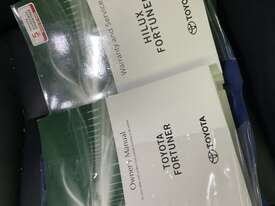 Warranty and Service
HILUX
FORTUNER
TOYOTA
Owner's Manual
TOYOTA
FORTUNER
TOYOTA